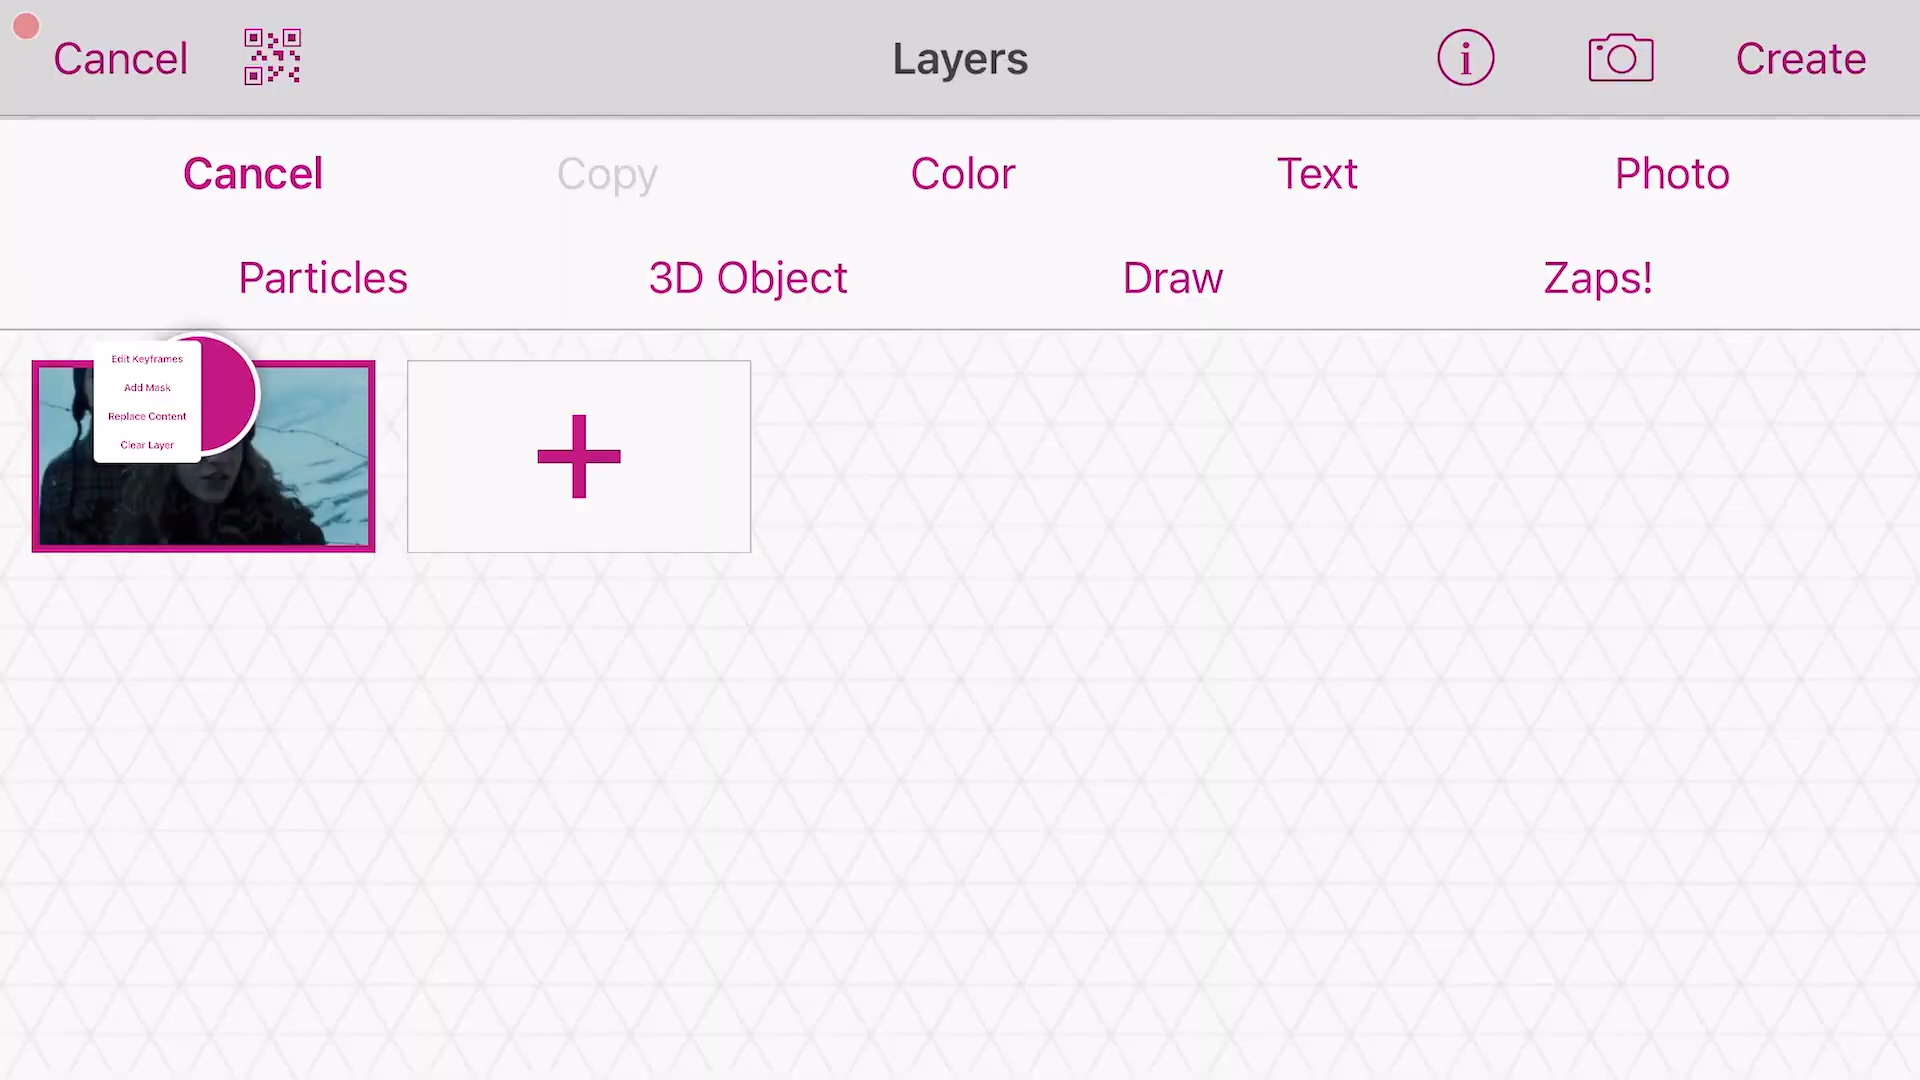 Cancel
Layers
Create
Cancel
Copy
Color
Text
Photo
Particles
3D Object
Draw
Zaps!
Edit Keyframes
Add Mask
Replace Content
Clear Layer